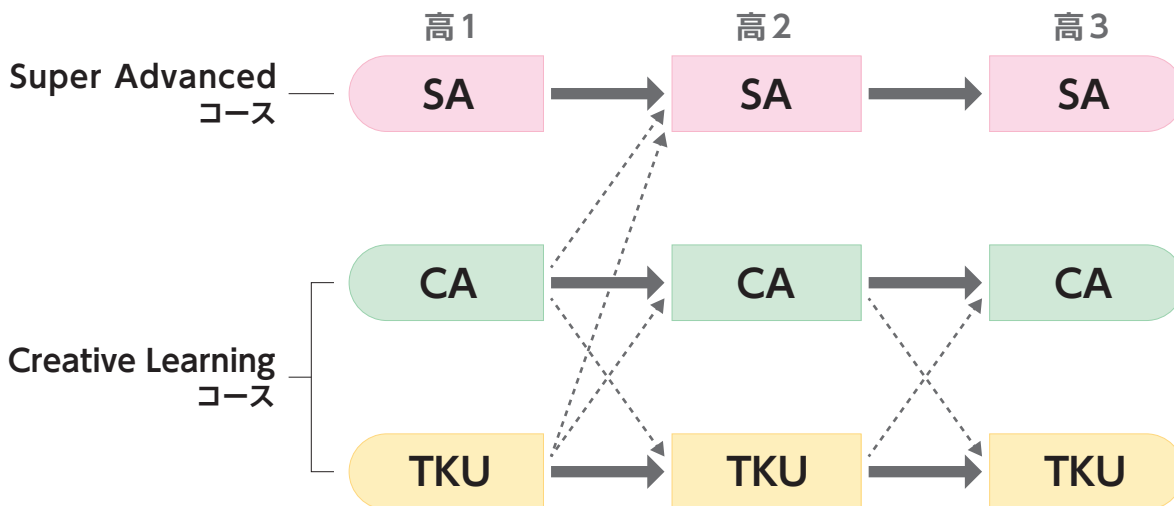 高1 高2 高3
Super Advanced
コース
SA SA SA
CA CA CA
Creative Learning
コース
TKU TKU TKU